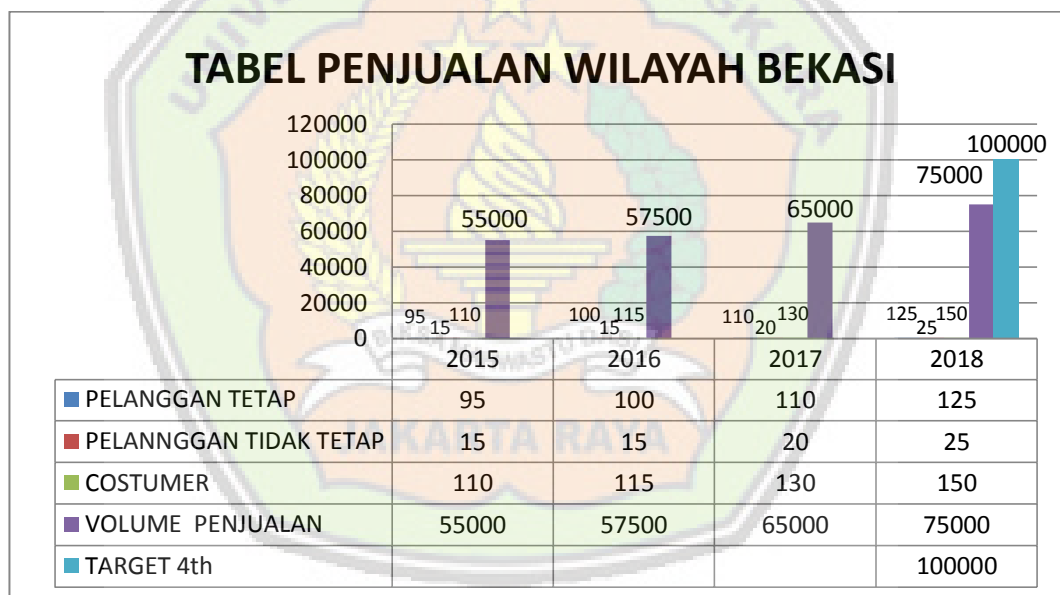 TABEL PENJUALAN WILAYAH BEKASI
120000
100000
80000
60000
40000
20000
0
55000
57500
65000
75000
100000
95 15 110
100 15 115
110 20 130
125 25 150
2015 2016 2017 2018
PELANGGAN TETAP 95 100 110 125
PELANNGGAN TIDAK TETAP 15 15 20 25
COSTUMER 110 115 130 150
VOLUME PENJUALAN 55000 57500 65000 75000
TARGET 4th 100000
JAKARTA RAYA